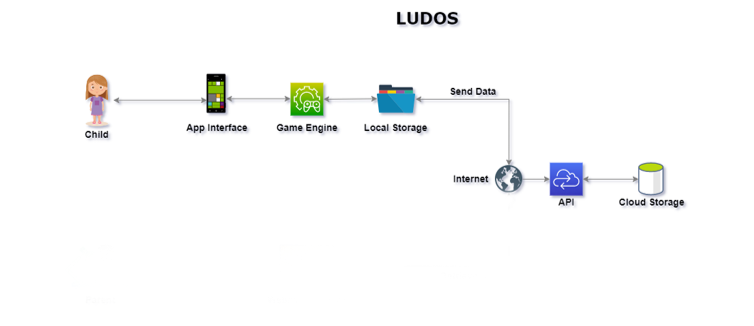 LUDOS
Send Data
Child
App Interface
Game Engine
Local Storage
Internet
API
Cloud Storage